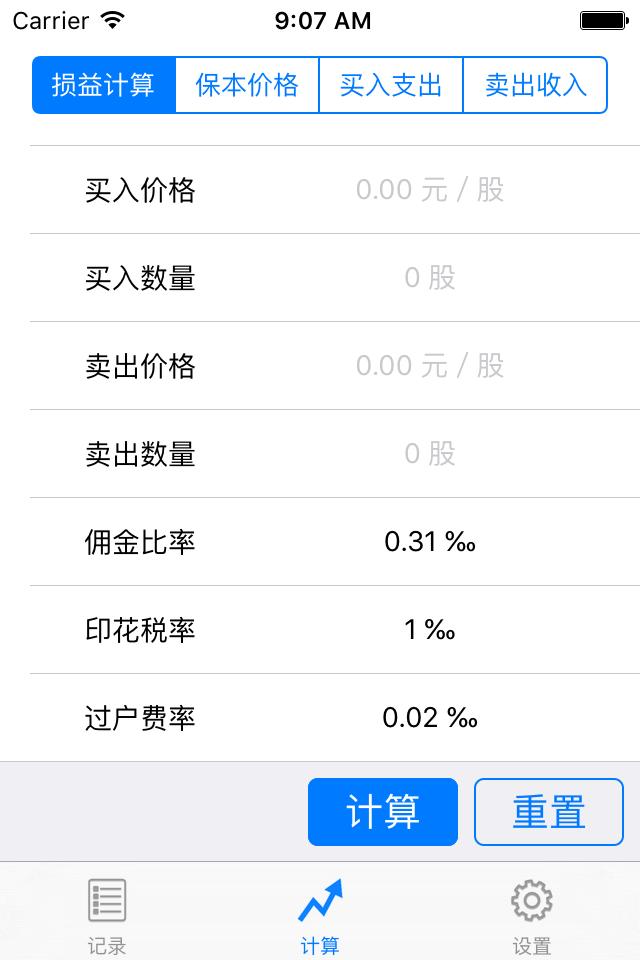 Carrier 9:07 AM
损益计算 保本价格 买入支出 卖出收入
买入价格 0.00 元 / 股
买入数量 0 股
卖出价格 0.00 元 / 股
卖出数量 0 股
佣金比率 0.31 ‰
印花税率 1 ‰
过户费率 0.02 ‰
计算 重置
记录 计算 设置